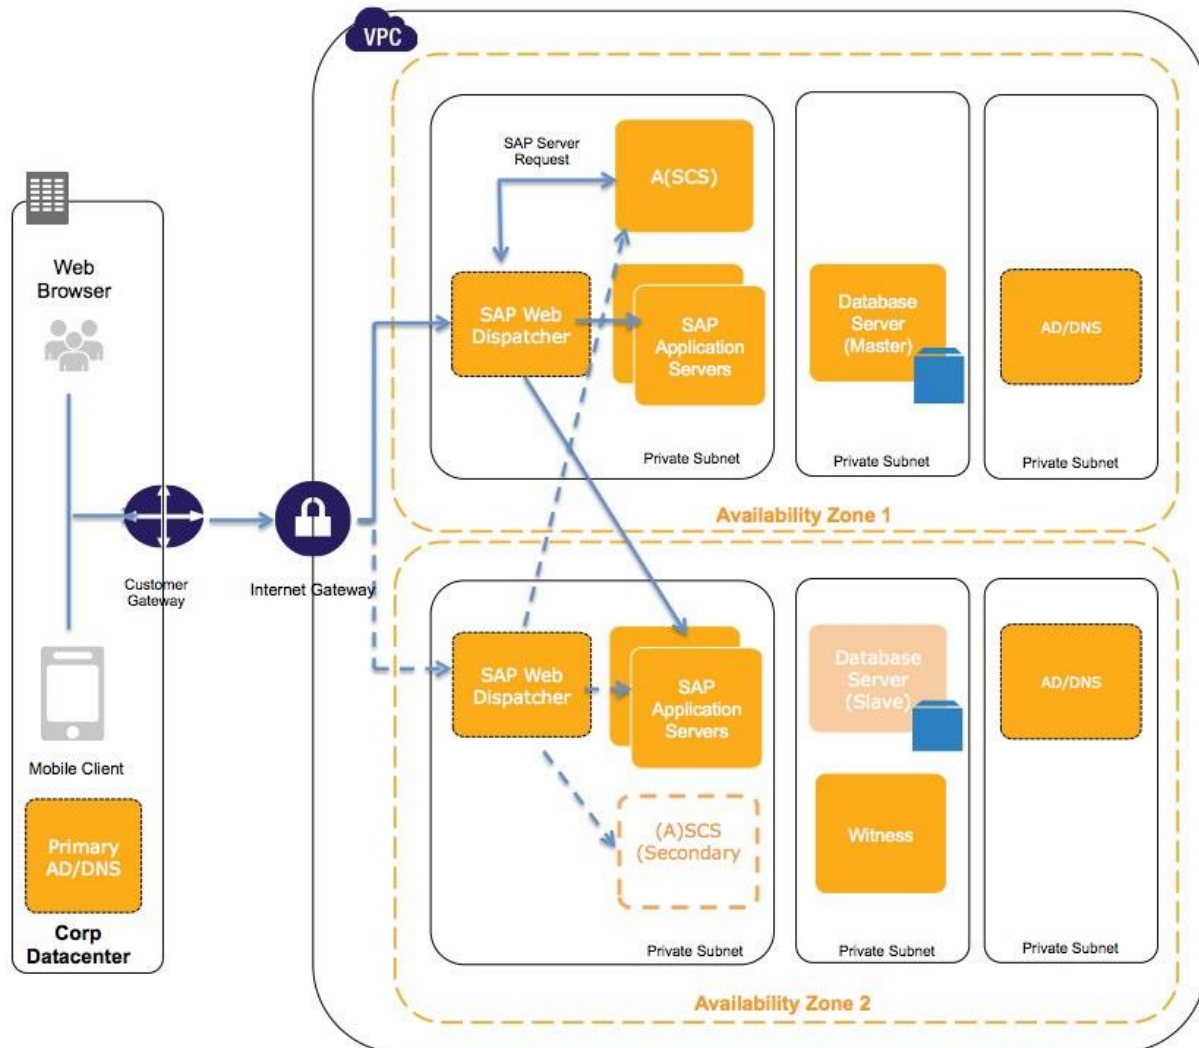 VPC
SAP Server
Request
A(SCS)
SAP Web
Dispatcher
SAP
Application
Servers
Private Subnet
Database
Server
(Master)
Private Subnet
AD/DNS
Private Subnet
Availability Zone 1
Web
Browser
Customer
Gateway
Internet Gateway
Mobile Client
Primary
AD/DNS
Corp
Datacenter
SAP Web
Dispatcher
SAP
Application
Servers
(A)SCS
(Secondary
Private Subnet
Database
Server
(Slave)
Witness
Private Subnet
AD/DNS
Private Subnet
Availability Zone 2